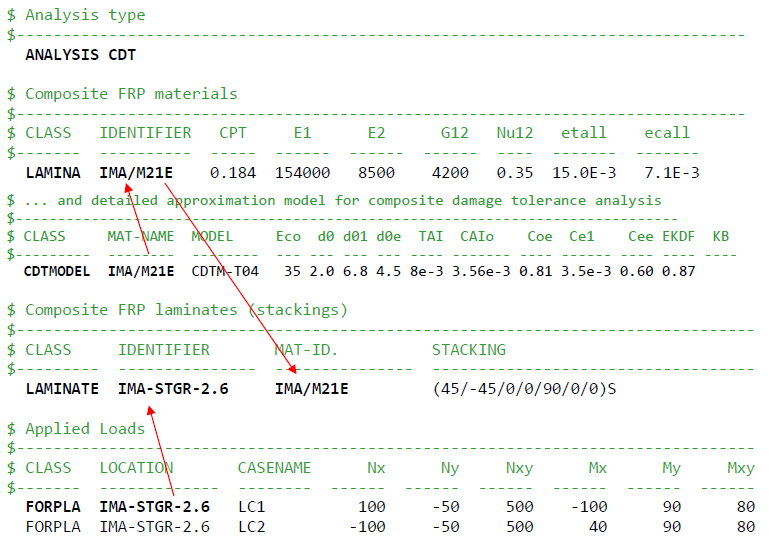 $ Analysis type
$-------------------------------------------------------------------------------
ANALYSIS CDT
$ Composite FRP materials
$-------------------------------------------------------------------------------
$ CLASS IDENTIFIER CPT E1 E2 G12 Nu12 etall ecall
$------ ---------- ----- ------ ------ ------ ---- ------- -------
LAMINA IMA/M21E 0.184 154000 8500 4200 0.35 15.0E-3 7.1E-3
$ ... and detailed approximation model for composite damage tolerance analysis
$-------------------------------------------------------------------------------
$ CLASS MAT-NAME MODEL Eco d0 d01 d0e TAI CAIo Coe Ce1 Cee EKDF KB
$-------- -------- -------- ---- --- --- --- ---- ------- ---- ------ ---- ---- ----
CDTMODEL IMA/M21E CDTM-T04 35 2.0 6.8 4.5 8e-3 3.56e-3 0.81 3.5e-3 0.60 0.87
$ Composite FRP laminates (stackings)
$-------------------------------------------------------------------------------
$ CLASS IDENTIFIER MAT-ID. STACKING
$-------- --------------- --------------- -----------------------------------
LAMINATE IMA-STGR-2.6 IMA/M21E (45/-45/0/0/90/0/0)S
$ Applied Loads
$-------------------------------------------------------------------------------
$ CLASS LOCATION CASENAME Nx Ny Nxy Mx My Mxy
$------ ------------- -------- ------ ------ ------ ------ ------ ------
FORPLA IMA-STGR-2.6 LC1 100 -50 500 -100 90 80
FORPLA IMA-STGR-2.6 LC2 -100 -50 500 40 90 80